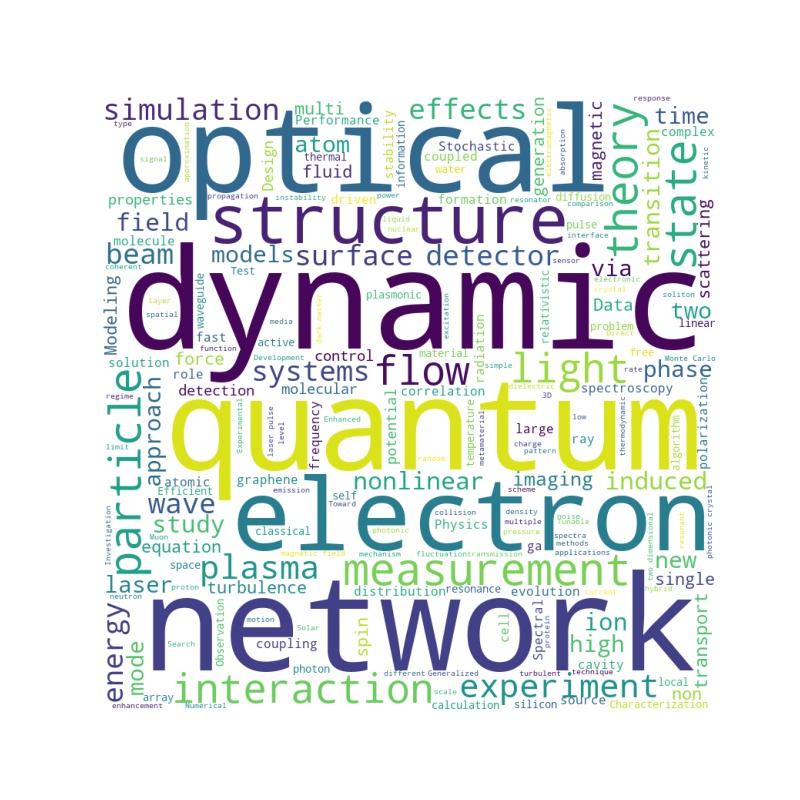 response
type
simulation
multi
Performance
effects
generation
electromagnetic
absorption
magnetic
theory
time
complex
kinetic
signal
approximation
optical
Design
atom
thermal
fluid
stability
information
Stochastic
coupled
water
transition
state
properties
propagation
instability
driven
power
formation
resonator
diffusion
comparison
field
structure
liquid
nuclear
pulse
interface
scattering
molecule
beam
coherent
models
surface
detector
via
sensor
Modeling
layer
spatial
waveguide
Test
dynamic
plasmonic
dark matter
excitation
relativistic
electronic
crystal
Data
two
soliton
linear
media
fast
function
active
solution
force
Development
control
material
radiation
simple
problem
Direct
free
Monte Carlo
role
systems
flow
light
rate
phase
regime
particle
approach
detection
molecular
correlation
dielectric
3D
spectroscopy
polarization
limit
Experimental
Enhanced
laser pulse
level
frequency
quantum
potential
random
temperature
metamaterial
large
charge
pattern
low
ray
thermodynamic
algorithm
atomic
graphene
emission
self
Toward
nonlinear
imaging
scheme
induced
Efficient
wave
electron
collision
density
noise
Tunable
resonant
photonic crystal
Investigation
study
Muon
classical
photonic
Physics
multiple
pressure
spectra
methods
applications
two dimensional
equation
magnetic field
mechanism
fluctuation
transmission
ga
new
space
plasma
measurement
laser
proton
turbulence
distribution
resonance
evolution
current
hybrid
single
neutron
energy
mode
Search
Observation
motion
Solar
network
coupling
spin
cell
Spectral
protein
ion
high
transport
photon
different
Generalized
turbulent
technique
cavity
local
array
interaction
scale
experiment
non
enhancement
Numerical
calculation
silicon
source
Characterization